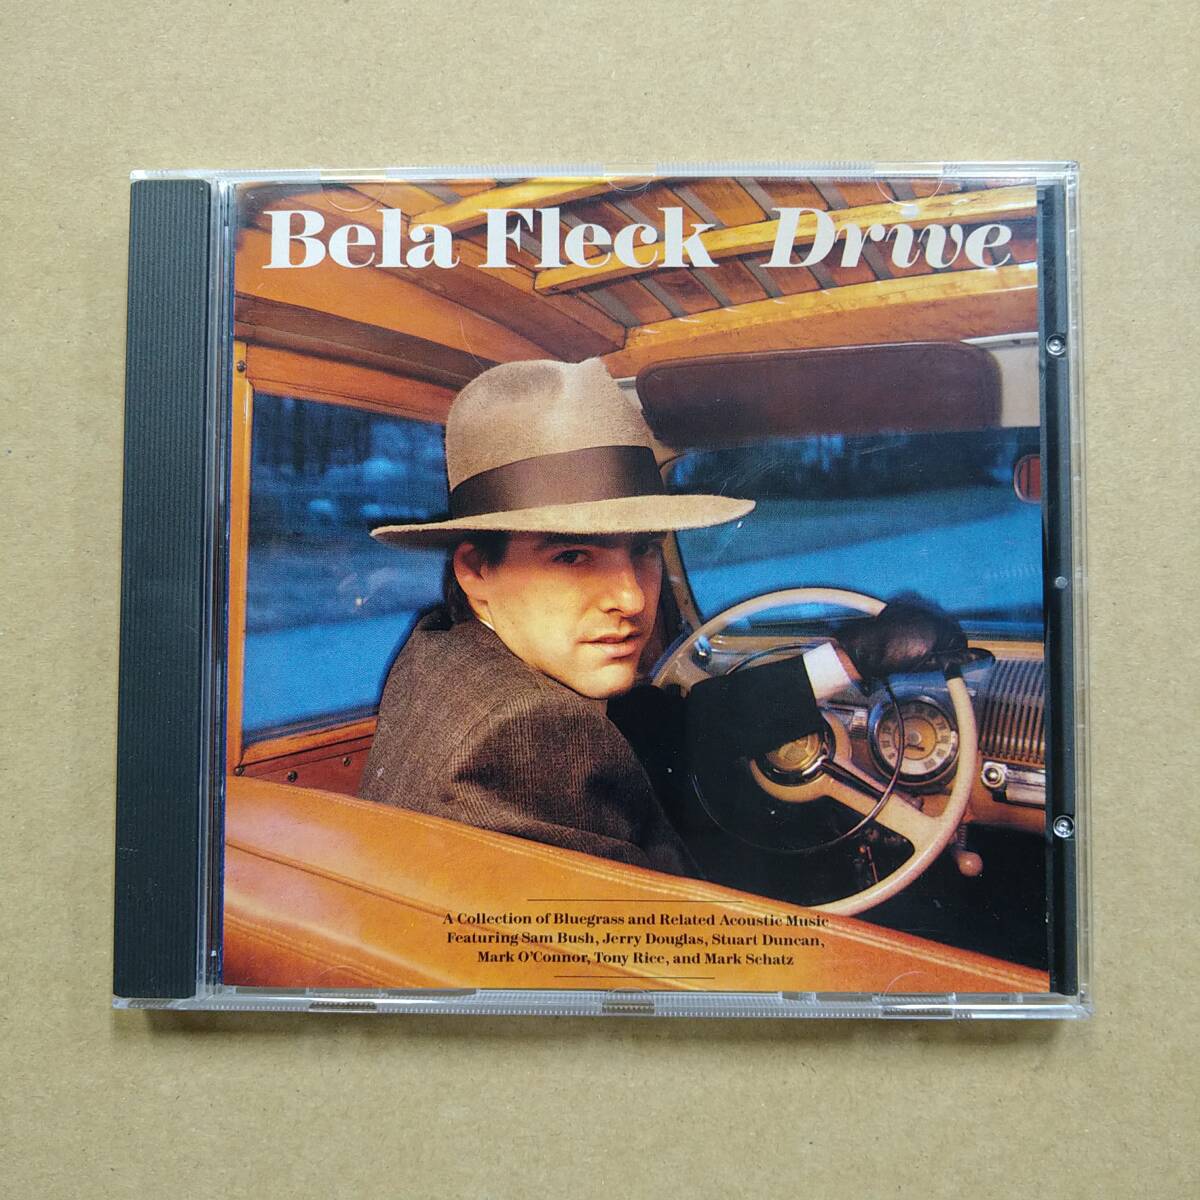 Bela Fleck Drive
A Collection of Bluegrass and Related Acoustic Music
Featuring Sam Bush, Jerry Douglas, Stuart Duncan,
Mark O'Connor, Tony Rice, and Mark Schatz